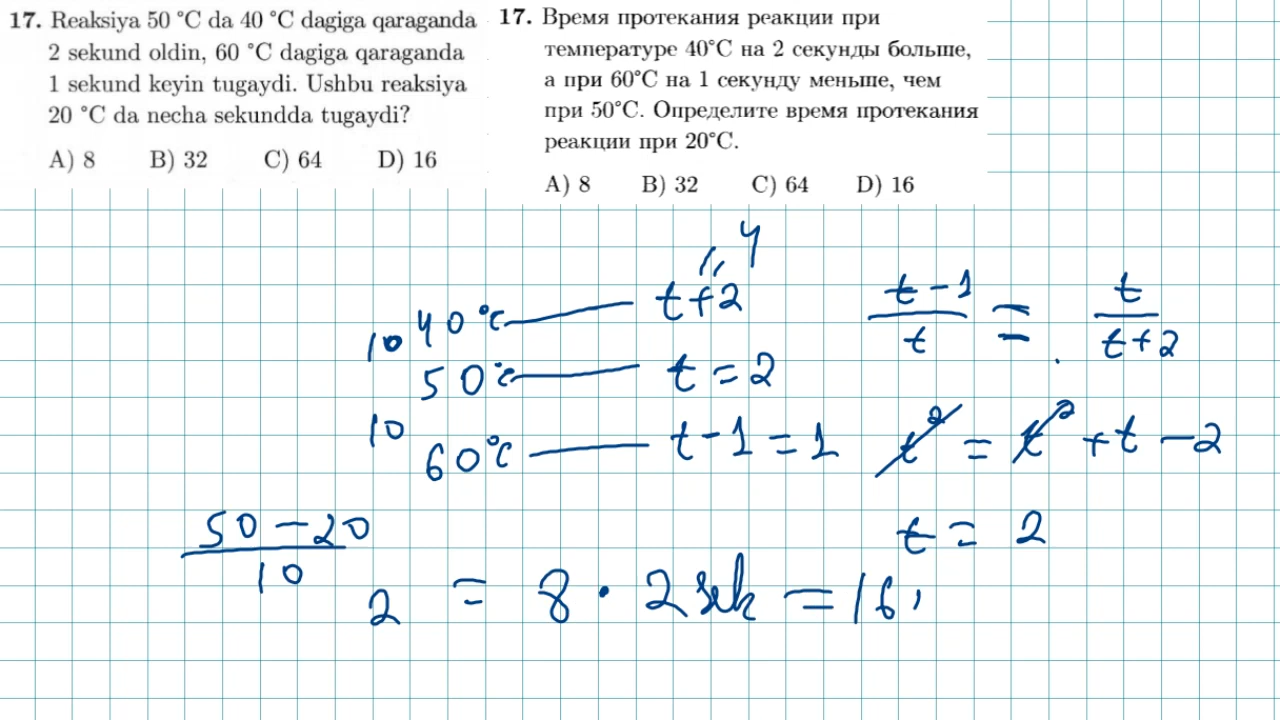 17. Reaksiya 50 °C da 40 °C dagiga qaraganda
2 sekund oldin, 60 °C dagiga qaraganda
1 sekund keyin tugaydi. Ushbu reaksiya
20 °C da necha sekundda tugaydi?
A) 8 B) 32 C) 64 D) 16
17. Время протекания реакции при
температуре 40°C на 2 секунды больше,
а при 60°C на 1 секунду меньше, чем
при 50°C. Определите время протекания
реакции при 20°C.
A) 8 B) 32 C) 64 D) 16
4
"
40°C — t+2
10
50°C — t = 2
10
60°C — t-1 = 1
t-1 / t = t / t+2
t² = t² + t - 2
t = 2
50 - 20
10
2 = 8 · 2 sek = 16,